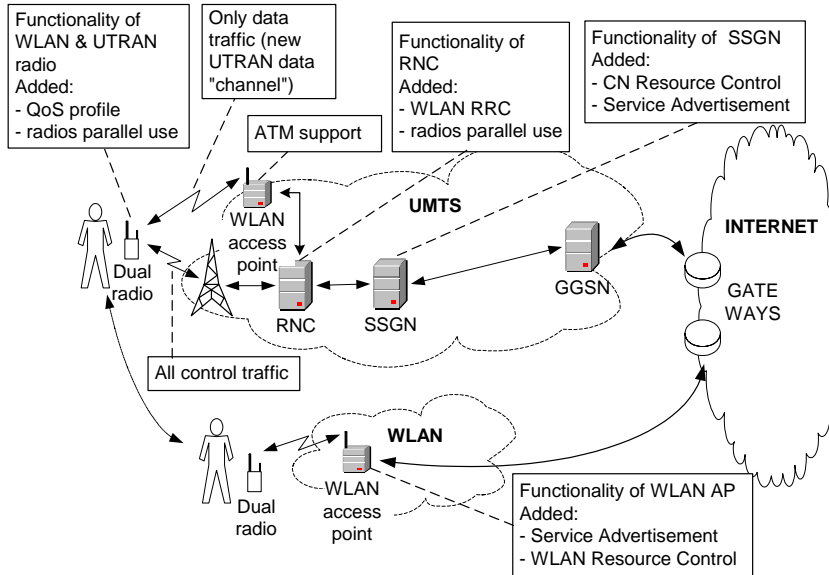 Functionality of
WLAN & UTRAN
radio
Added:
- QoS profile
- radios parallel use
Only data
traffic (new
UTRAN data
"channel")
Functionality of
RNC
Added:
- WLAN RRC
- radios parallel use
Functionality of SSGN
Added:
- CN Resource Control
- Service Advertisement
ATM support
WLAN
access
point
UMTS
INTERNET
Dual
radio
RNC
SSGN
GGSN
GATE
WAYS
All control traffic
WLAN
Dual
radio
WLAN
access
point
Functionality of WLAN AP
Added:
- Service Advertisement
- WLAN Resource Control